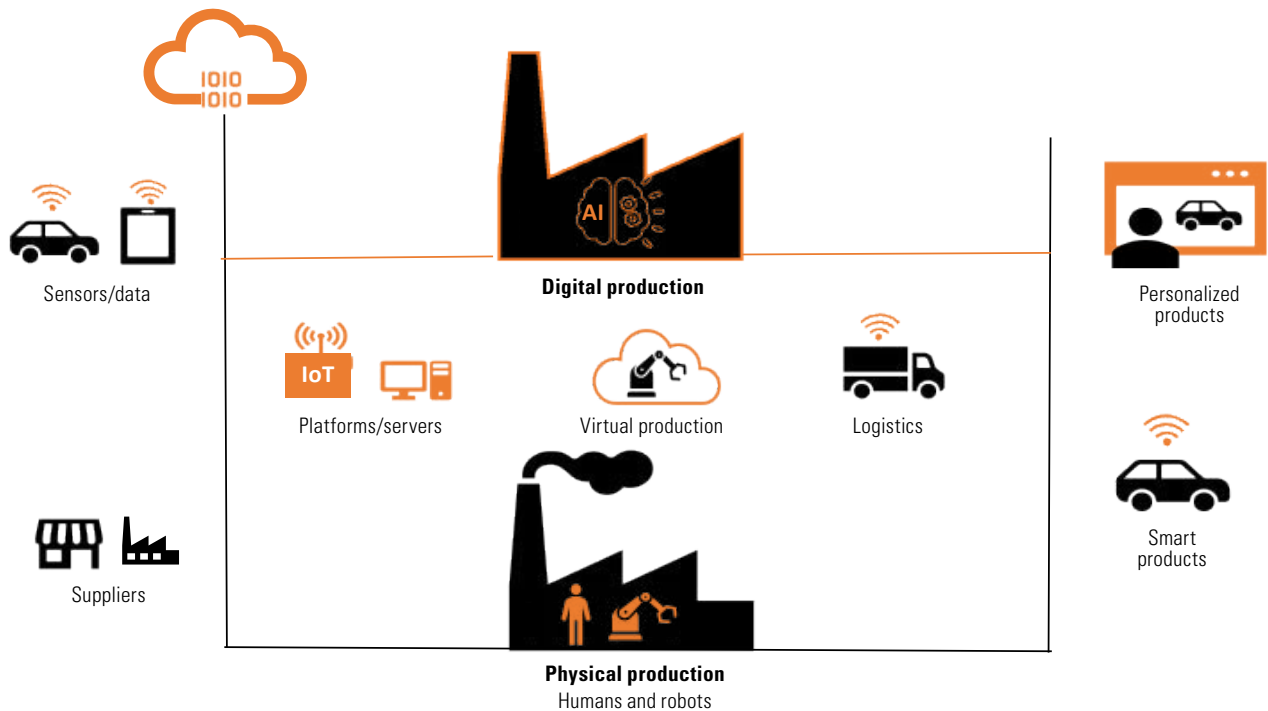 1010
1010
AI
Sensors/data
Digital production
Personalized
products
IoT
Platforms/servers
Virtual production
Logistics
Smart
products
Suppliers
Physical production
Humans and robots